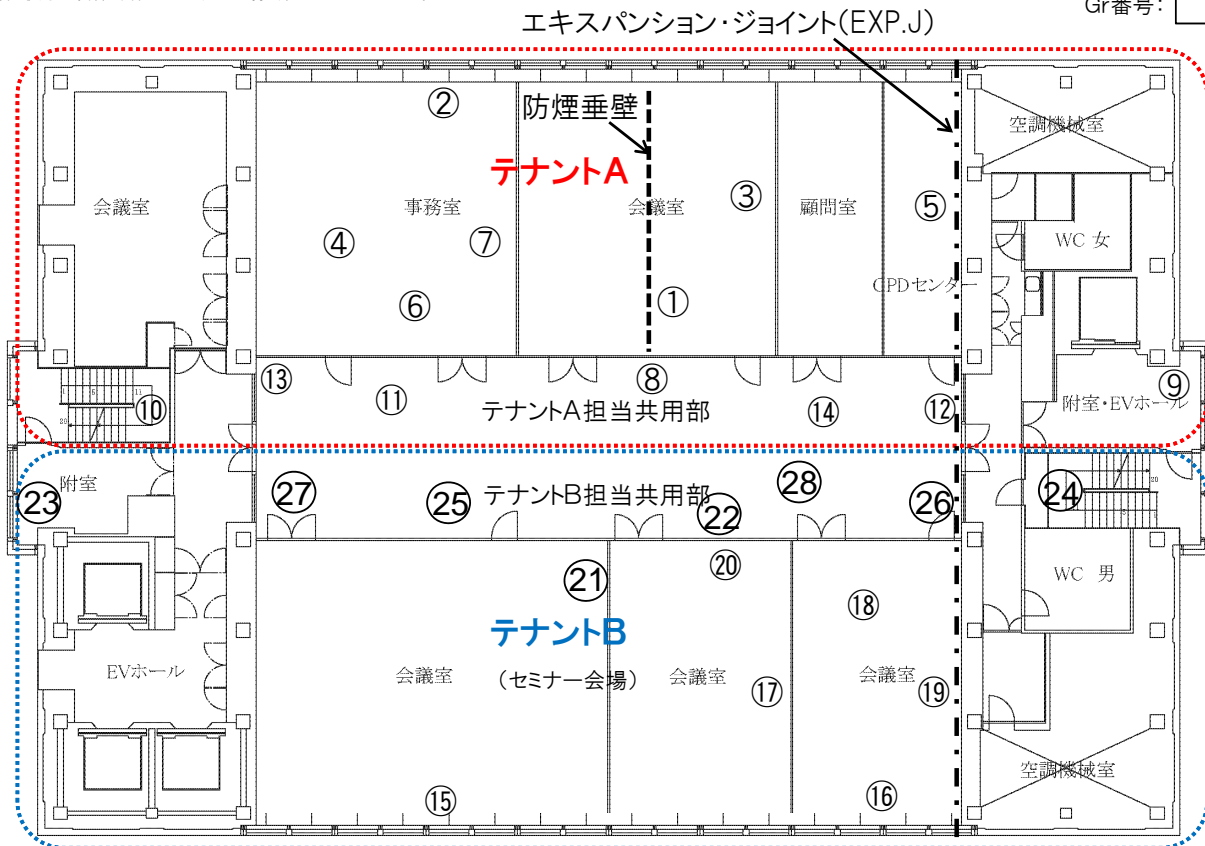 Gr番号：
エキスパンション・ジョイント(EXP.J)
②
防煙垂壁
空調機械室
テナントA
会議室
事務室
会議室
③
顧問室
⑤
④
⑦
WC 女
CPDセンター
⑥
①
⑬
⑧
⑨
⑩
⑪
テナントA担当共用部
⑭
⑫
附室・EVホール
附室
㉓
㉗
㉕
テナントB担当共用部
㉒
㉘
㉖
㉔
㉑
⑳
WC 男
⑱
テナントB
EVホール
会議室
（セミナー会場）
会議室
⑰
会議室
⑲
空調機械室
⑮
⑯